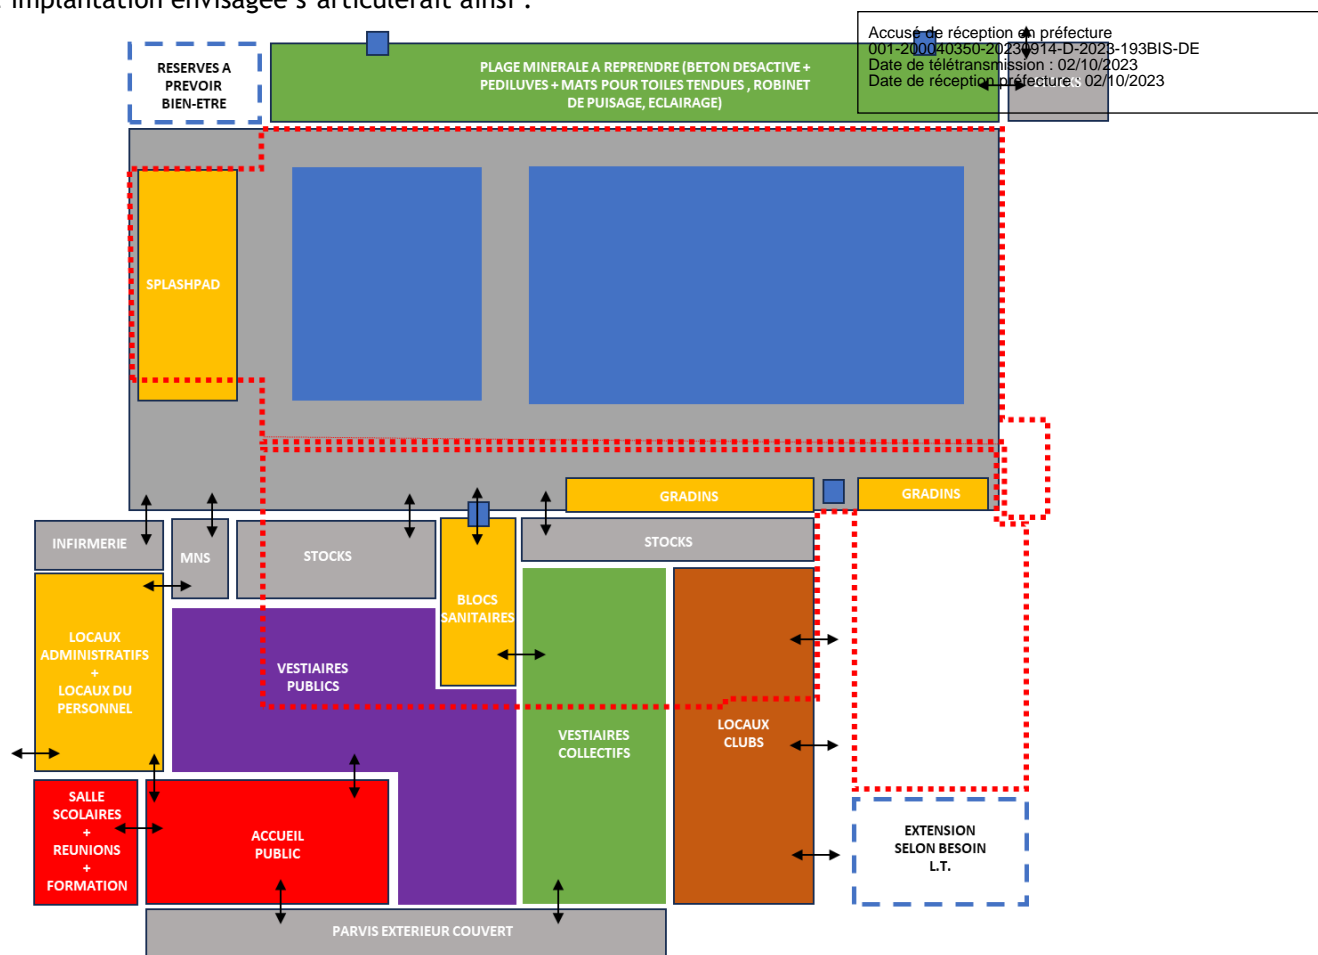 implantation envisagée s'articulerait ainsi :
Accusé de réception en préfecture
001-200040350-20230914-D-2023-193BIS-DE
Date de télétransmission : 02/10/2023
Date de réception préfecture : 02/10/2023
RESERVES A
PREVOIR
BIEN-ETRE
PLAGE MINERALE A REPRENDRE (BETON DESACTIVE +
PEDILUVES + MATS POUR TOILES TENDUES , ROBINET
DE PUISAGE, ECLAIRAGE)
SPLASHPAD
GRADINS
GRADINS
INFIRMERIE
MNS
STOCKS
STOCKS
BLOCS
SANITAIRES
LOCAUX
ADMINISTRATIFS
+
LOCAUX DU
PERSONNEL
VESTIAIRES
PUBLICS
VESTIAIRES
COLLECTIFS
LOCAUX
CLUBS
SALLE
SCOLAIRES
+
REUNIONS
+
FORMATION
ACCUEIL
PUBLIC
EXTENSION
SELON BESOIN
L.T.
PARVIS EXTERIEUR COUVERT